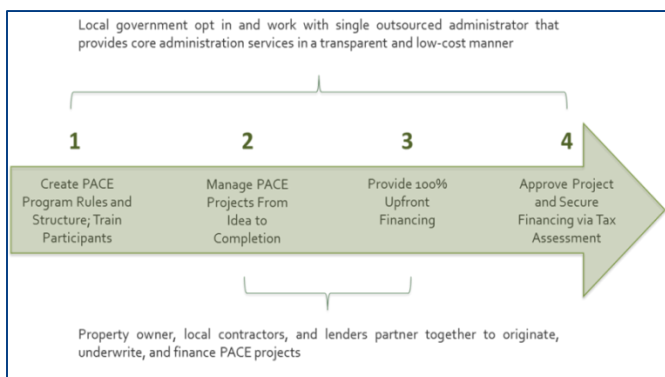 Local government opt in and work with single outsourced administrator that
provides core administration services in a transparent and low-cost manner
1
2
3
4
Create PACE
Program Rules and
Structure; Train
Participants
Manage PACE
Projects From
Idea to
Completion
Provide 100%
Upfront
Financing
Approve Project
and Secure
Financing via Tax
Assessment
Property owner, local contractors, and lenders partner together to originate,
underwrite, and finance PACE projects